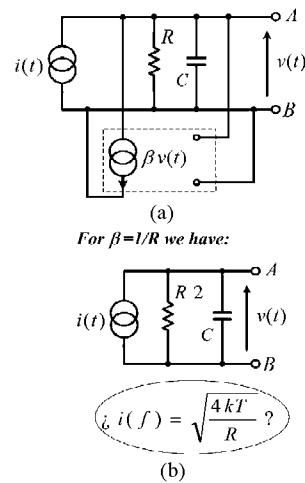 A
R
i(t)
C
v(t)
B
βv(t)
(a)
For β=1/R we have:
A
R 2
i(t)
C
v(t)
B
¿ i(f) = √(4kT/R) ?
(b)